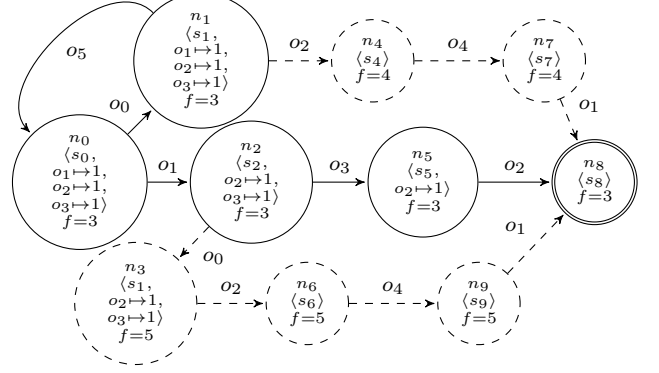 n₁
⟨s₁,
o₁↦1,
o₂↦1,
o₃↦1⟩
f=3
o₅
o₀
o₂
n₄
⟨s₄⟩
f=4
o₄
n₇
⟨s₇⟩
f=4
o₁
n₀
⟨s₀,
o₁↦1,
o₂↦1,
o₃↦1⟩
f=3
o₁
n₂
⟨s₂,
o₂↦1,
o₃↦1⟩
f=3
o₃
n₅
⟨s₅,
o₂↦1⟩
f=3
o₂
n₈
⟨s₈⟩
f=3
o₀
n₃
⟨s₁,
o₂↦1,
o₃↦1⟩
f=5
o₂
n₆
⟨s₆⟩
f=5
o₄
n₉
⟨s₉⟩
f=5
o₁